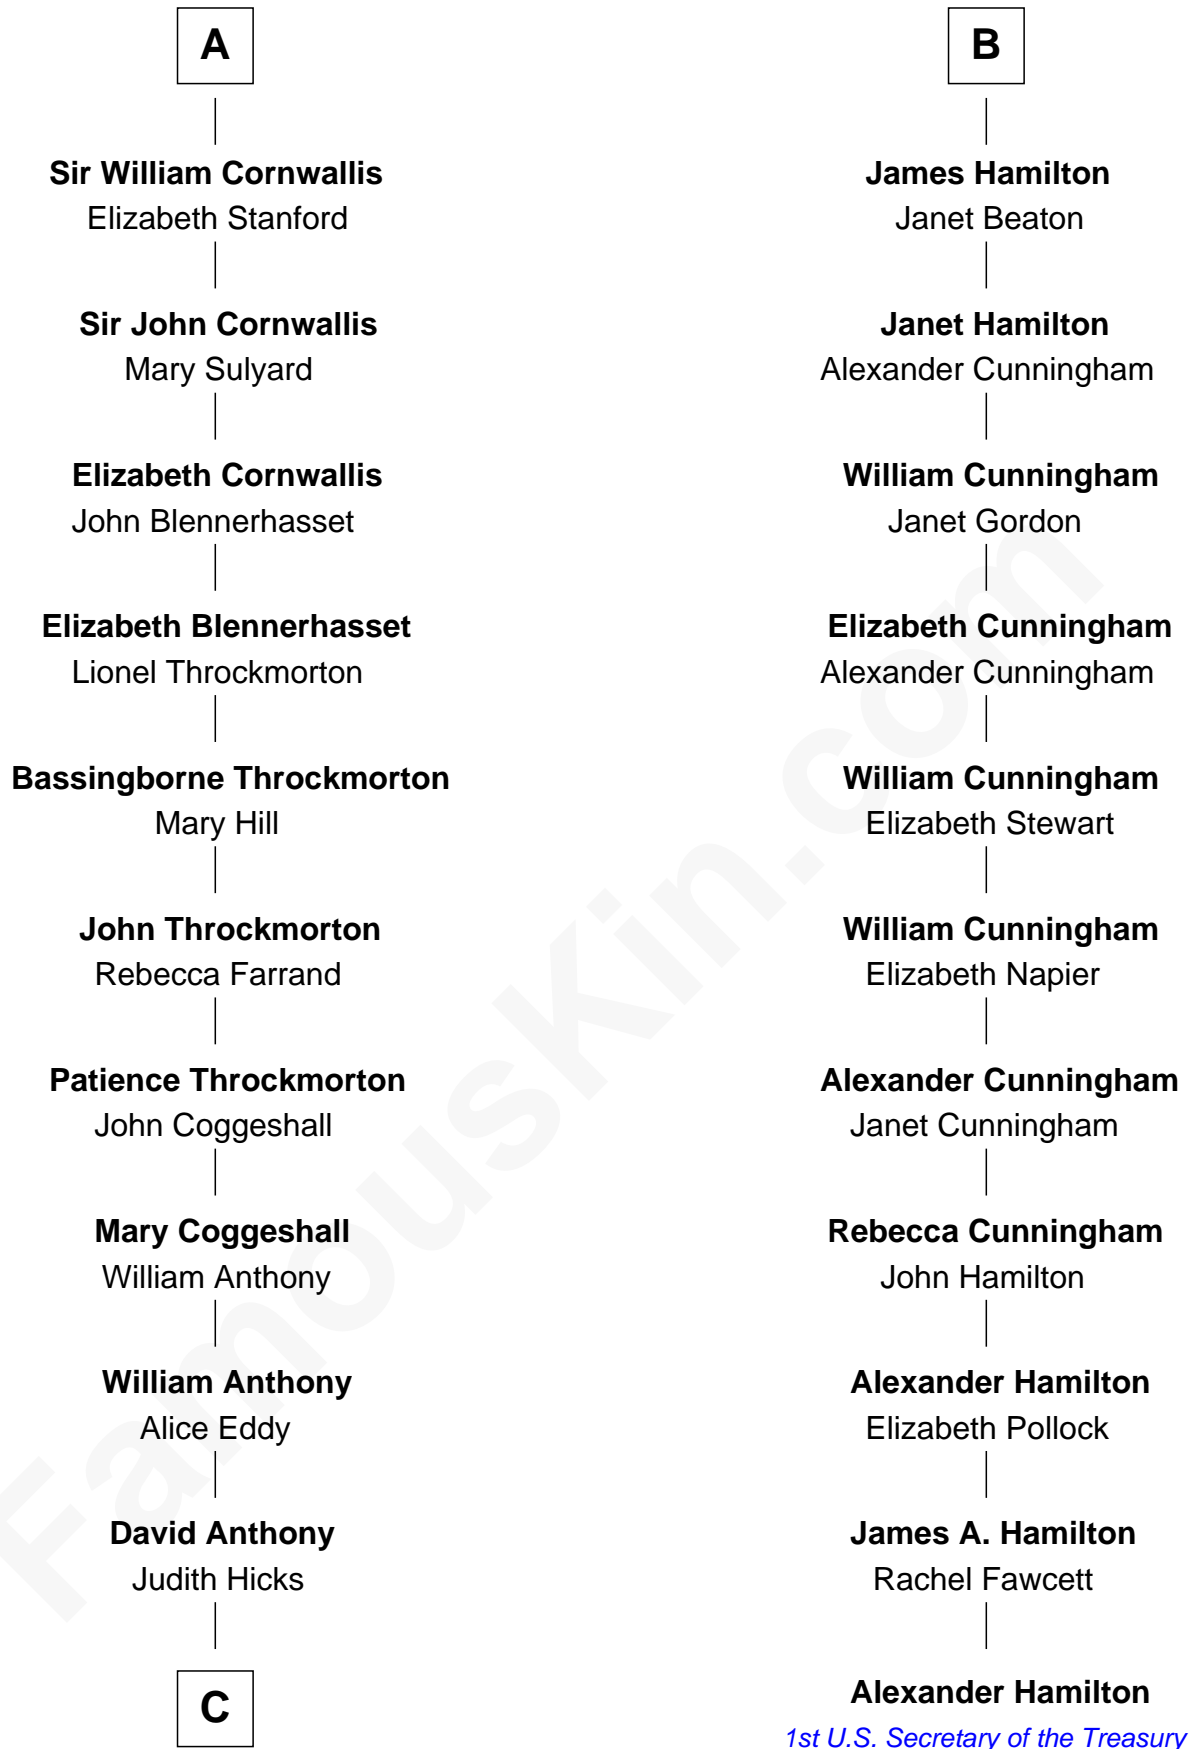 A
Sir William Cornwallis
Elizabeth Stanford
Sir John Cornwallis
Mary Sulyard
Elizabeth Cornwallis
John Blennerhasset
Elizabeth Blennerhasset
Lionel Throckmorton
Bassingborne Throckmorton
Mary Hill
John Throckmorton
Rebecca Farrand
Patience Throckmorton
John Coggeshall
Mary Coggeshall
William Anthony
William Anthony
Alice Eddy
David Anthony
Judith Hicks
C
B
James Hamilton
Janet Beaton
Janet Hamilton
Alexander Cunningham
William Cunningham
Janet Gordon
Elizabeth Cunningham
Alexander Cunningham
William Cunningham
Elizabeth Stewart
William Cunningham
Elizabeth Napier
Alexander Cunningham
Janet Cunningham
Rebecca Cunningham
John Hamilton
Alexander Hamilton
Elizabeth Pollock
James A. Hamilton
Rachel Fawcett
Alexander Hamilton
1st U.S. Secretary of the Treasury
FamousKin.com